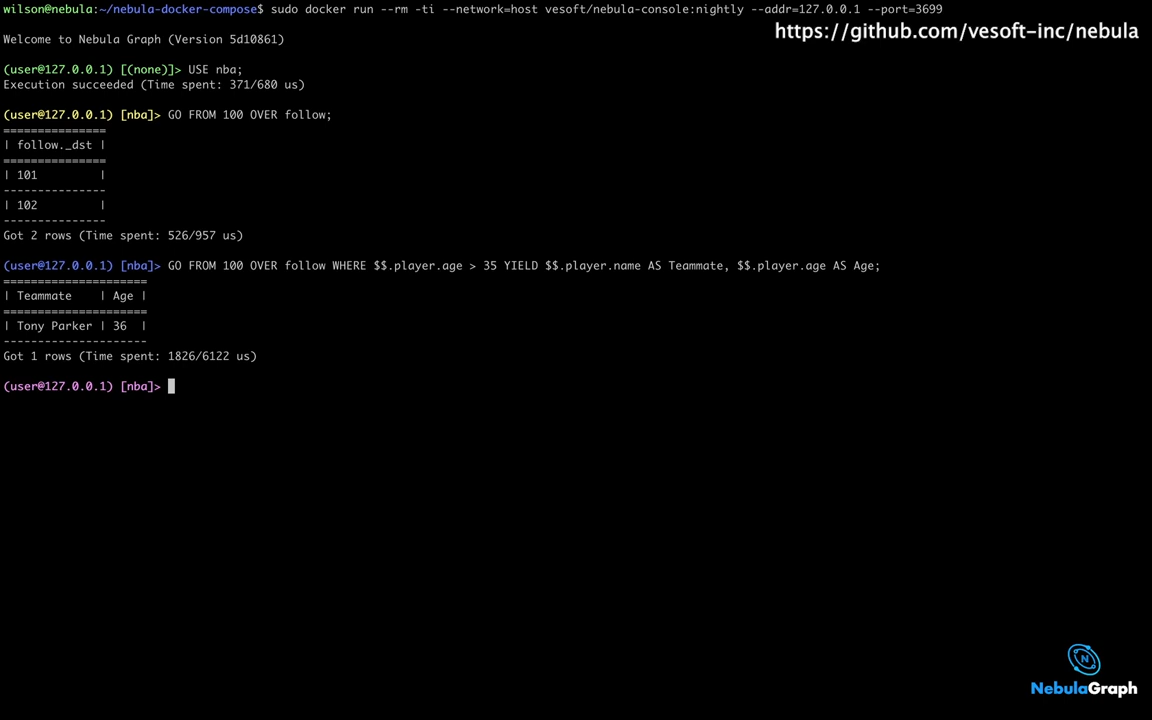 wilson@nebula:~/nebula-docker-compose$ sudo docker run --rm -ti --network=host vesoft/nebula-console:nightly --addr=127.0.0.1 --port=3699
https://github.com/vesoft-inc/nebula
Welcome to Nebula Graph (Version 5d10861)
(user@127.0.0.1) [(none)]> USE nba;
Execution succeeded (Time spent: 371/680 us)
(user@127.0.0.1) [nba]> GO FROM 100 OVER follow;
===============
| follow._dst |
===============
| 101         |
---------------
| 102         |
---------------
Got 2 rows (Time spent: 526/957 us)
(user@127.0.0.1) [nba]> GO FROM 100 OVER follow WHERE $$.player.age > 35 YIELD $$.player.name AS Teammate, $$.player.age AS Age;
=====================
| Teammate    | Age |
=====================
| Tony Parker | 36  |
---------------------
Got 1 rows (Time spent: 1826/6122 us)
(user@127.0.0.1) [nba]>
N
NebulaGraph